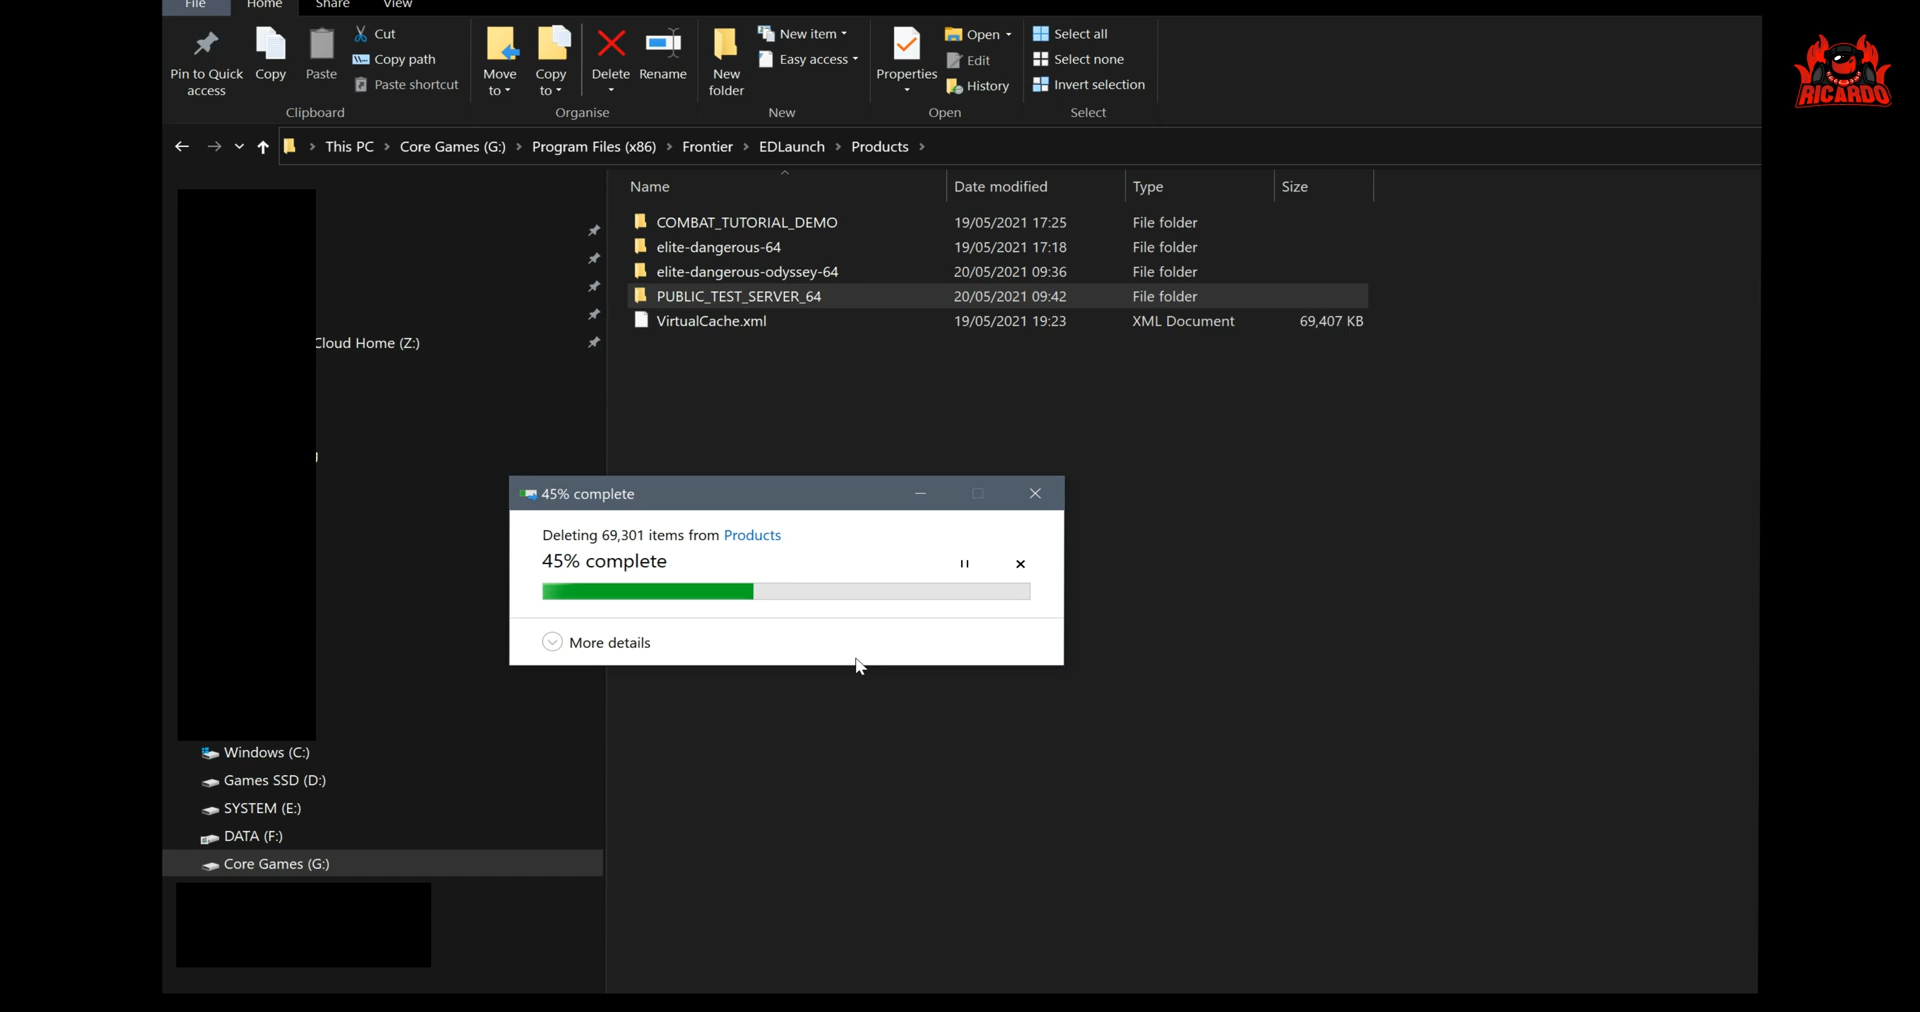 File Home Share View
Pin to Quick access
Copy
Paste
Cut
Copy path
Paste shortcut
Clipboard
Move to
Copy to
Delete
Rename
Organise
New folder
New item
Easy access
New
Properties
Open
Edit
History
Open
Select all
Select none
Invert selection
Select
RICARDO
This PC > Core Games (G:) > Program Files (x86) > Frontier > EDLaunch > Products >
Name Date modified Type Size
COMBAT_TUTORIAL_DEMO 19/05/2021 17:25 File folder
elite-dangerous-64 19/05/2021 17:18 File folder
elite-dangerous-odyssey-64 20/05/2021 09:36 File folder
PUBLIC_TEST_SERVER_64 20/05/2021 09:42 File folder
VirtualCache.xml 19/05/2021 19:23 XML Document 69,407 KB
Cloud Home (Z:)
g
45% complete
Deleting 69,301 items from Products
45% complete
More details
Windows (C:)
Games SSD (D:)
SYSTEM (E:)
DATA (F:)
Core Games (G:)